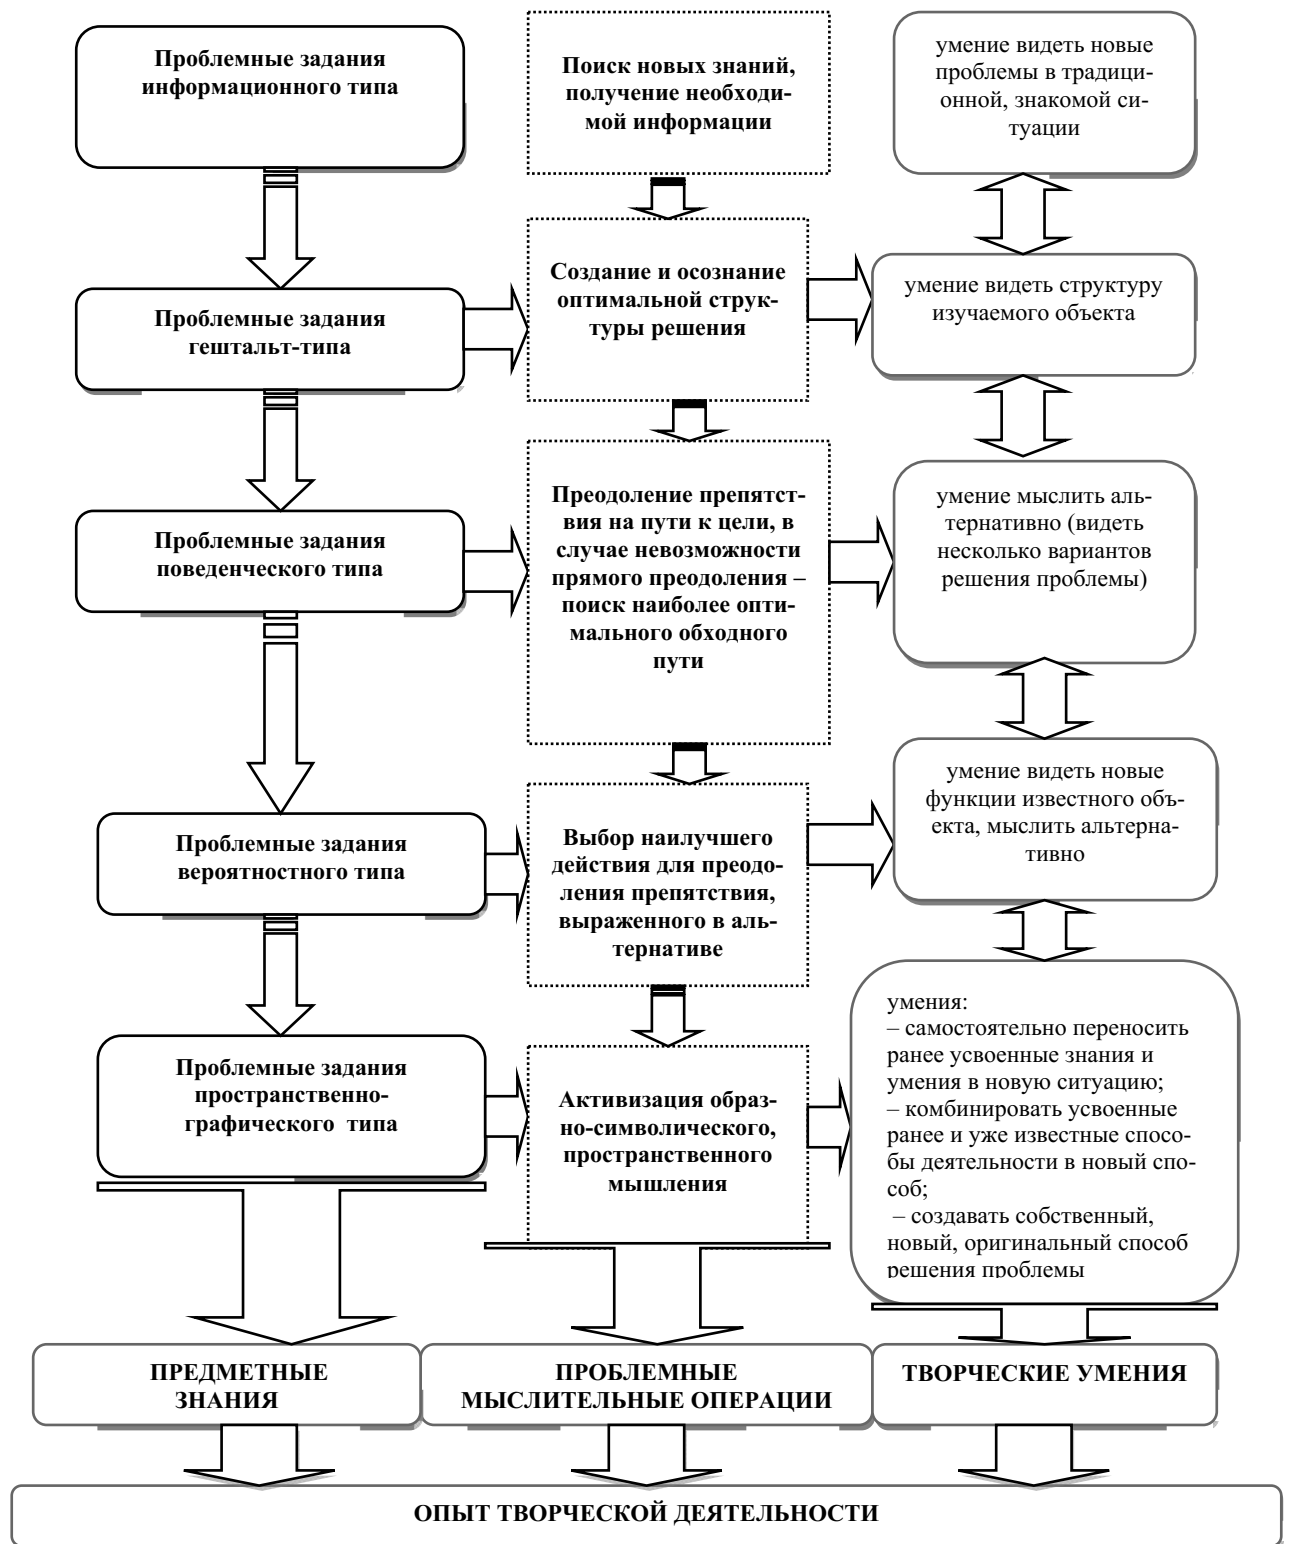 Проблемные задания
информационного типа
Поиск новых знаний,
получение необходи-
мой информации
умение видеть новые
проблемы в традици-
онной, знакомой си-
туации
Проблемные задания
гештальт-типа
Создание и осознание
оптимальной струк-
туры решения
умение видеть структуру
изучаемого объекта
Проблемные задания
поведенческого типа
Преодоление препятст-
вия на пути к цели, в
случае невозможности
прямого преодоления –
поиск наиболее опти-
мального обходного
пути
умение мыслить аль-
тернативно (видеть
несколько вариантов
решения проблемы)
Проблемные задания
вероятностного типа
Выбор наилучшего
действия для преодо-
ления препятствия,
выраженного в аль-
тернативе
умение видеть новые
функции известного объ-
екта, мыслить альтерна-
тивно
Проблемные задания
пространственно-
графического типа
Активизация образ-
но-символического,
пространственного
мышления
умения:
– самостоятельно переносить
ранее усвоенные знания и
умения в новую ситуацию;
– комбинировать усвоенные
ранее и уже известные спосо-
бы деятельности в новый спо-
соб;
– создавать собственный,
новый, оригинальный способ
решения проблемы
ПРЕДМЕТНЫЕ
ЗНАНИЯ
ПРОБЛЕМНЫЕ
МЫСЛИТЕЛЬНЫЕ ОПЕРАЦИИ
ТВОРЧЕСКИЕ УМЕНИЯ
ОПЫТ ТВОРЧЕСКОЙ ДЕЯТЕЛЬНОСТИ